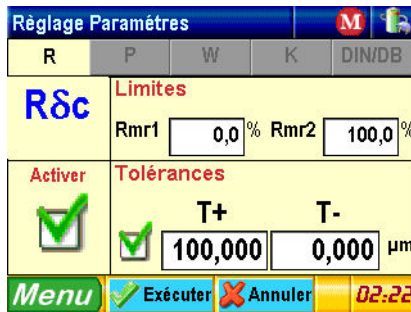 Règlage Paramétres M
R P W K DIN/DB
Rδc
Limites
Rmr1 0,0 % Rmr2 100,0 %
Activer
Tolérances
T+ T-
100,000 0,000 µm
Menu Exécuter Annuler 02:22